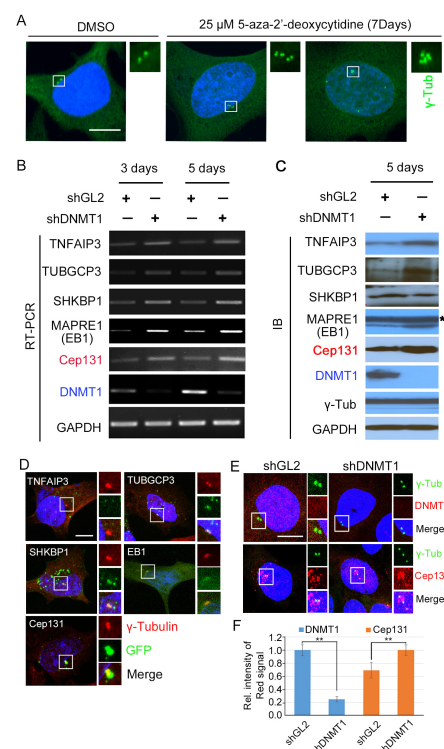 A
DMSO
25 µM 5-aza-2'-deoxycytidine (7Days)
γ-Tub
B
3 days 5 days
shGL2 + − + −
shDNMT1 − + − +
RT-PCR
TNFAIP3
TUBGCP3
SHKBP1
MAPRE1
(EB1)
Cep131
DNMT1
GAPDH
C
5 days
shGL2 + −
shDNMT1 − +
IB
TNFAIP3
TUBGCP3
SHKBP1
MAPRE1 *
(EB1)
Cep131
DNMT1
γ-Tub
GAPDH
D
TNFAIP3 TUBGCP3
SHKBP1 EB1
Cep131
γ-Tubulin
GFP
Merge
E
shGL2 shDNMT1
γ-Tub
DNMT
Merge
γ-Tub
Cep13
Merge
F
DNMT1 Cep131
Rel. intensity of
Red signal
1.2
1.0
0.8
0.6
0.4
0.2
0
** **
shGL2 shDNMT1 shGL2 shDNMT1